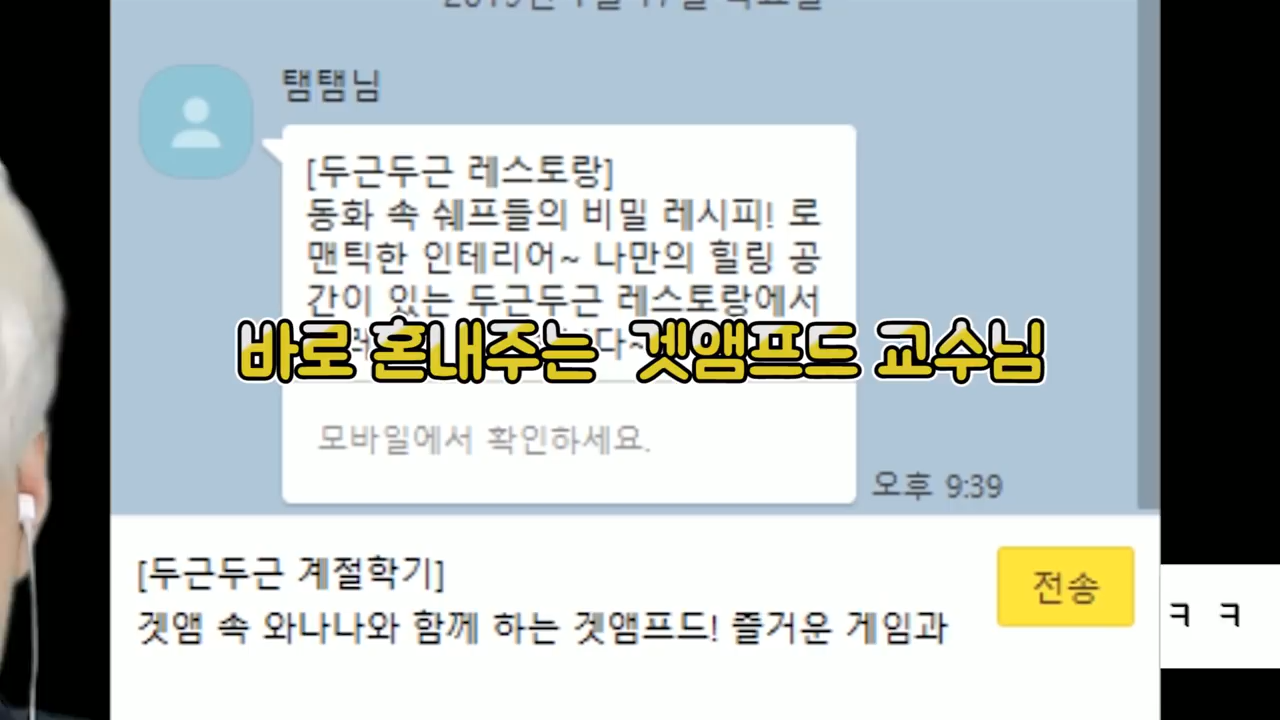 탬탬님
[두근두근 레스토랑]
동화 속 쉐프들의 비밀 레시피! 로
맨틱한 인테리어~ 나만의 힐링 공
간이 있는 두근두근 레스토랑에서
바로 혼내주는 겟앰프드 교수님
모바일에서 확인하세요.
오후 9:39
[두근두근 계절학기]
겟앰 속 와나나와 함께 하는 겟앰프드! 즐거운 게임과
전송
ㅋ ㅋ